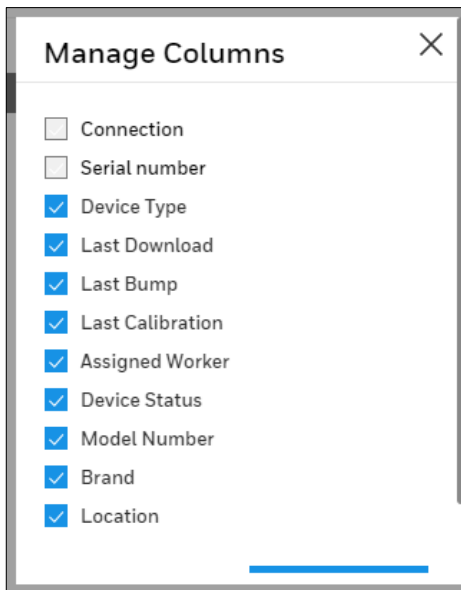 Manage Columns
Connection
Serial number
Device Type
Last Download
Last Bump
Last Calibration
Assigned Worker
Device Status
Model Number
Brand
Location